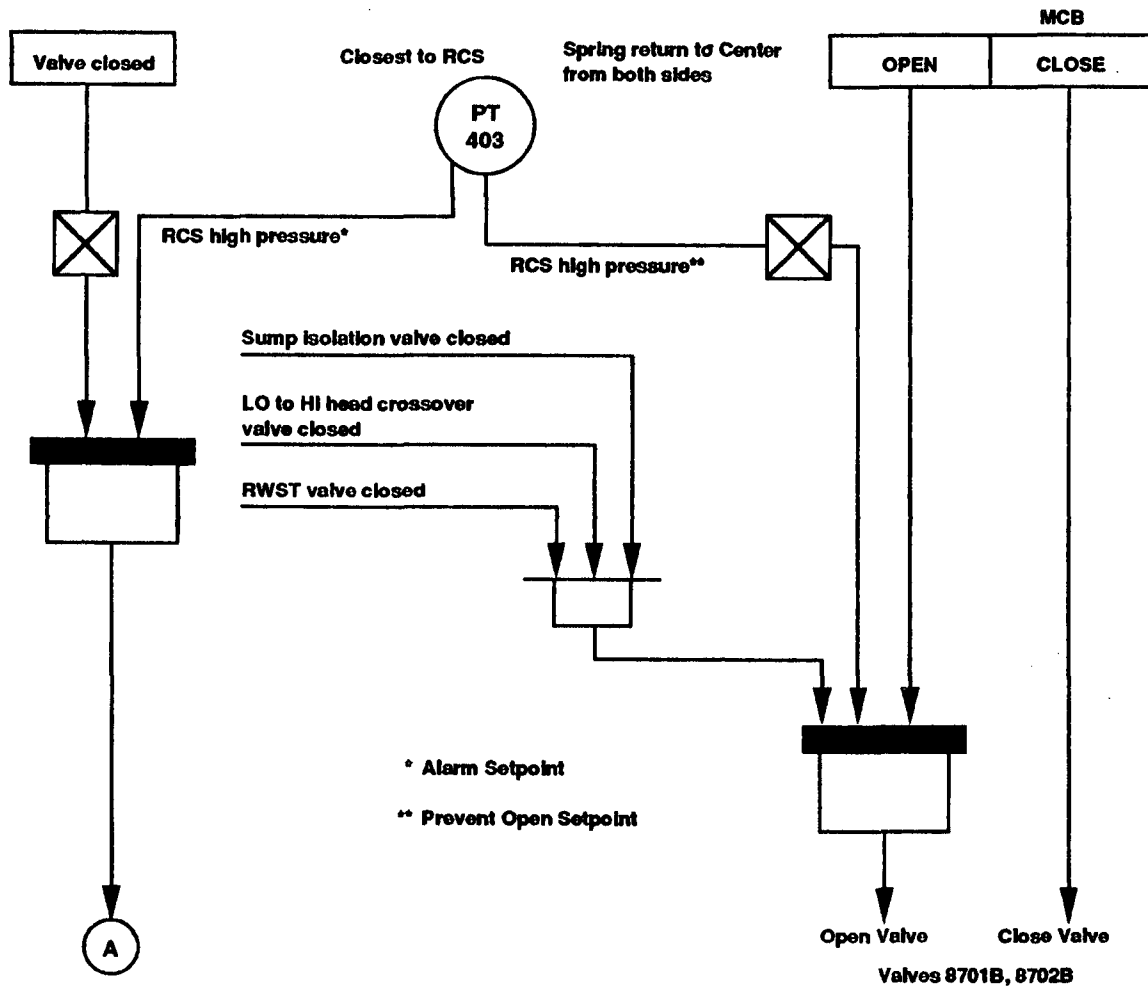 MCB
Valve closed
Closest to RCS
Spring return to Center
from both sides
OPEN
CLOSE
PT
403
RCS high pressure*
RCS high pressure**
Sump isolation valve closed
LO to HI head crossover
valve closed
RWST valve closed
* Alarm Setpoint
** Prevent Open Setpoint
A
Open Valve
Close Valve
Valves 8701B, 8702B